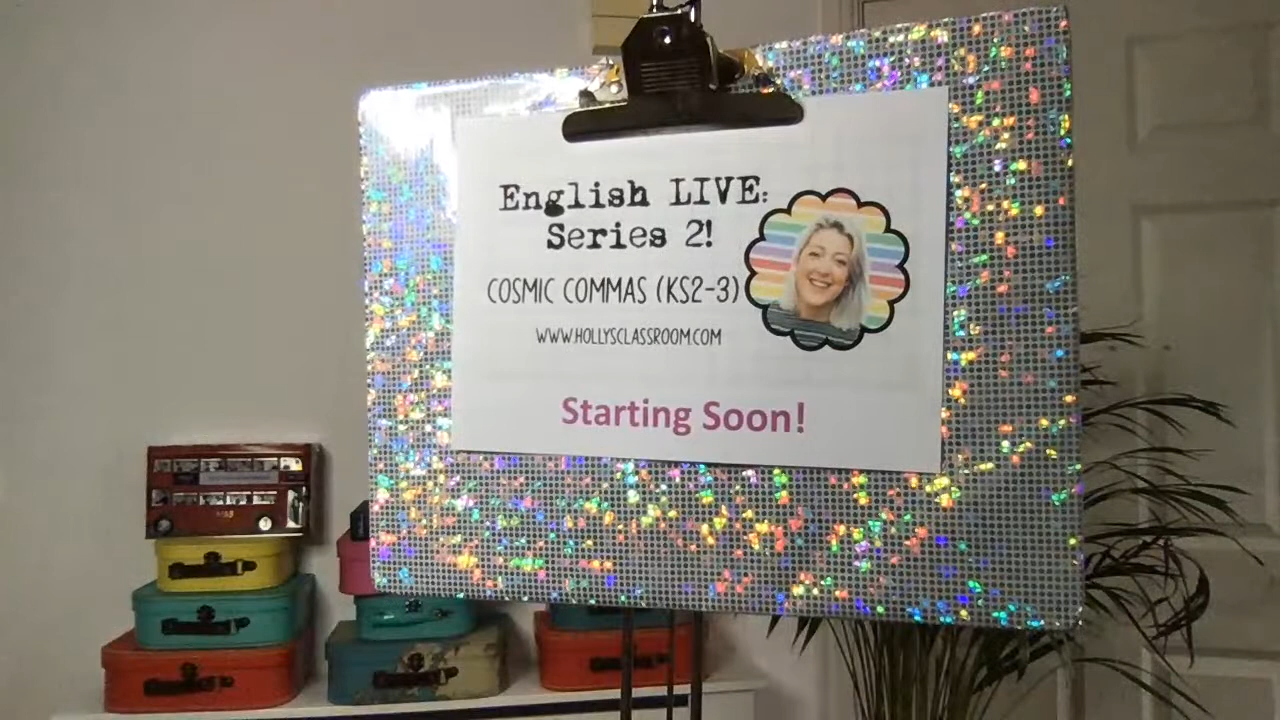 English LIVE:
Series 2!
COSMIC COMMAS (KS2-3)
WWW.HOLLYSCLASSROOM.COM
Starting Soon!